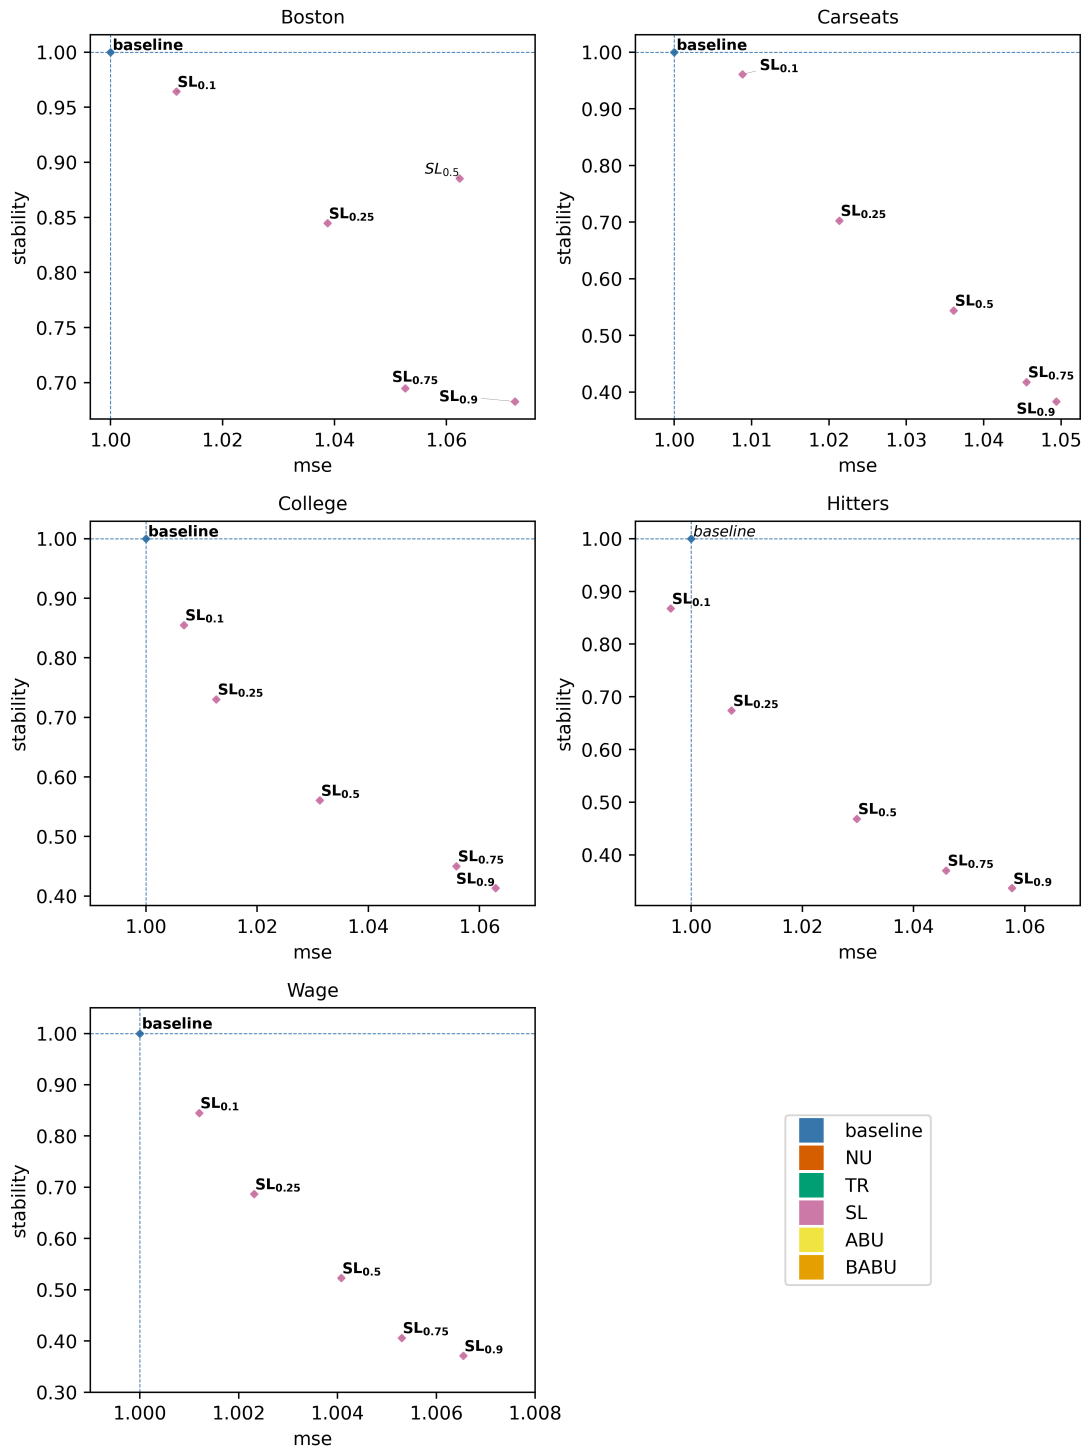 Boston
1.00
0.95
0.90
0.85
0.80
0.75
0.70
stability
baseline
SL0.1
SL0.5
SL0.25
SL0.75
SL0.9
1.00 1.02 1.04 1.06
mse
Carseats
1.00
0.90
0.80
0.70
0.60
0.50
0.40
stability
baseline
SL0.1
SL0.25
SL0.5
SL0.75
SL0.9
1.00 1.01 1.02 1.03 1.04 1.05
mse
College
1.00
0.90
0.80
0.70
0.60
0.50
0.40
stability
baseline
SL0.1
SL0.25
SL0.5
SL0.75
SL0.9
1.00 1.02 1.04 1.06
mse
Hitters
1.00
0.90
0.80
0.70
0.60
0.50
0.40
stability
baseline
SL0.1
SL0.25
SL0.5
SL0.75
SL0.9
1.00 1.02 1.04 1.06
mse
Wage
1.00
0.90
0.80
0.70
0.60
0.50
0.40
0.30
stability
baseline
SL0.1
SL0.25
SL0.5
SL0.75
SL0.9
1.000 1.002 1.004 1.006 1.008
mse
baseline
NU
TR
SL
ABU
BABU